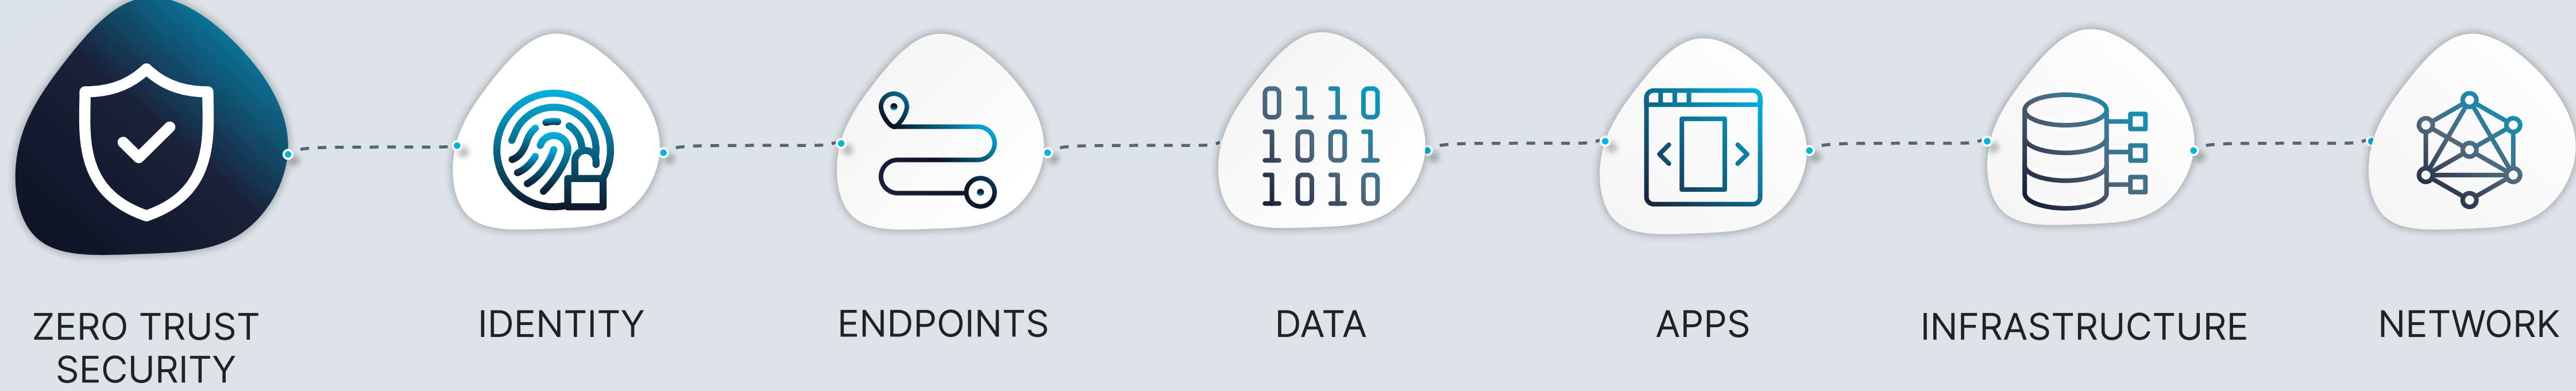 0110
1001
1010
ZERO TRUST
SECURITY
IDENTITY
ENDPOINTS
DATA
APPS
INFRASTRUCTURE
NETWORK